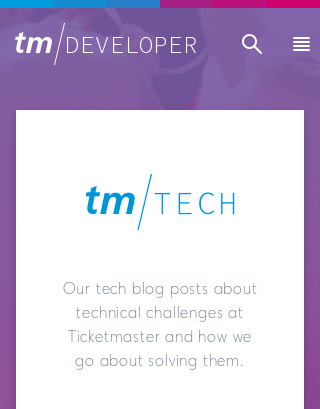 tm/DEVELOPER
tm/TECH
Our tech blog posts about
technical challenges at
Ticketmaster and how we
go about solving them.